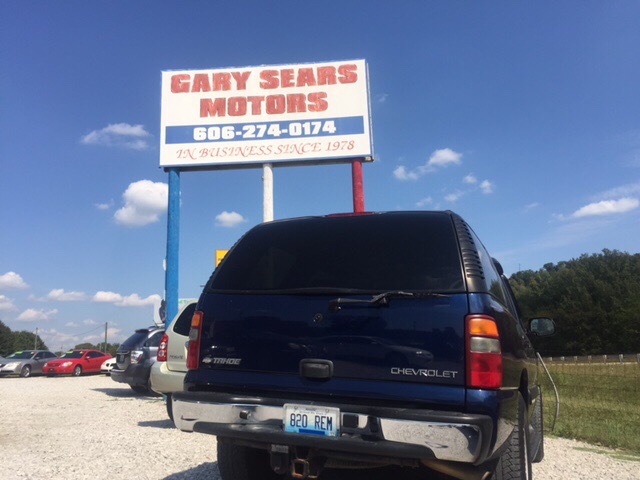 GARY SEARS
MOTORS
606-274-0174
IN BUSINESS SINCE 1978
TAHOE
CHEVROLET
820 REM